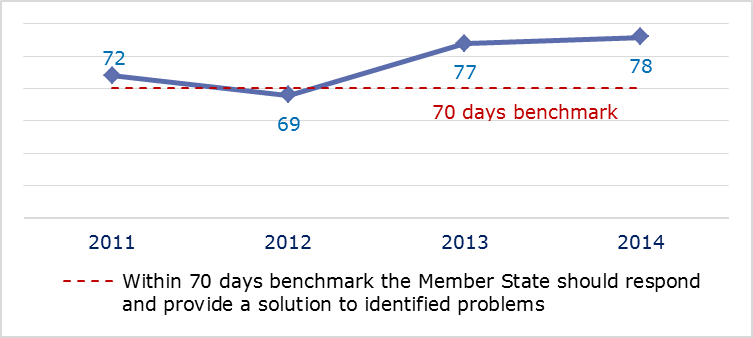 72
69
77
78
70 days benchmark
2011 2012 2013 2014
Within 70 days benchmark the Member State should respond
and provide a solution to identified problems